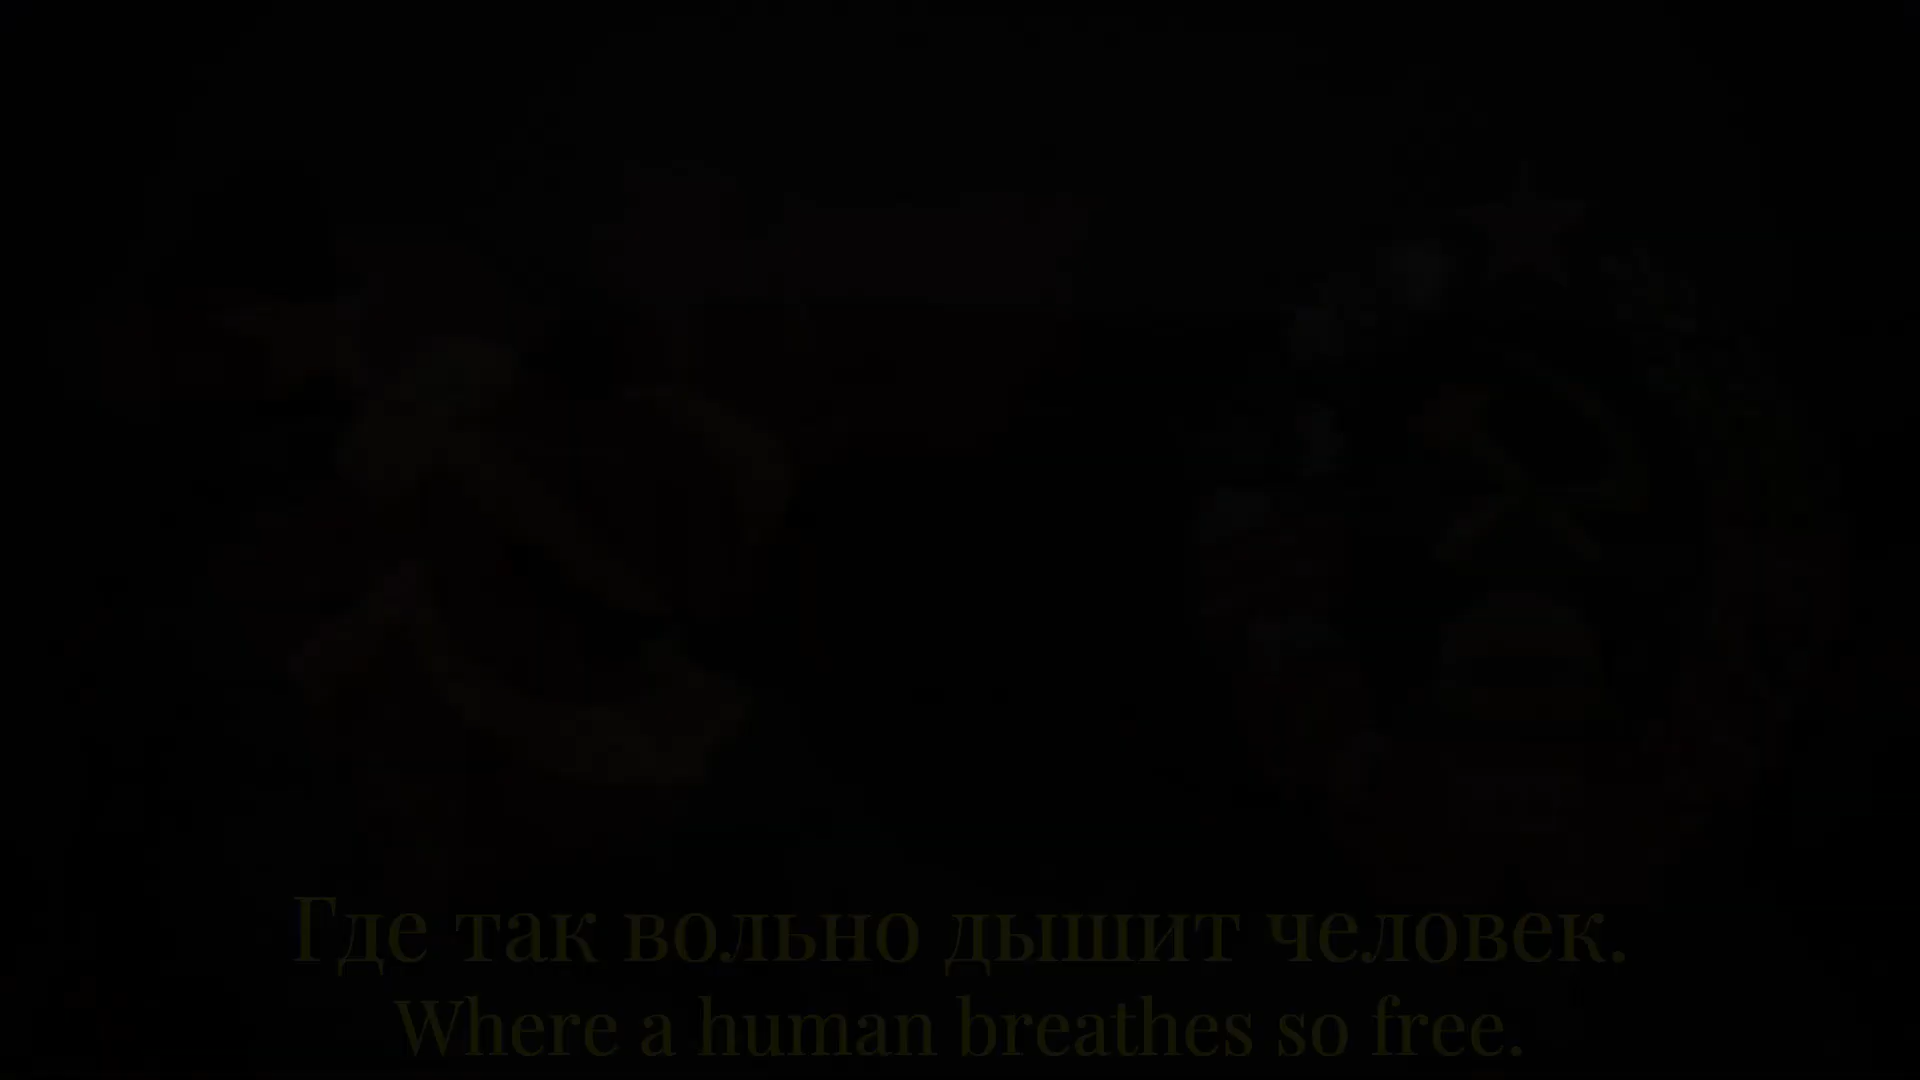 Где так вольно дышит человек.
Where a human breathes so free.